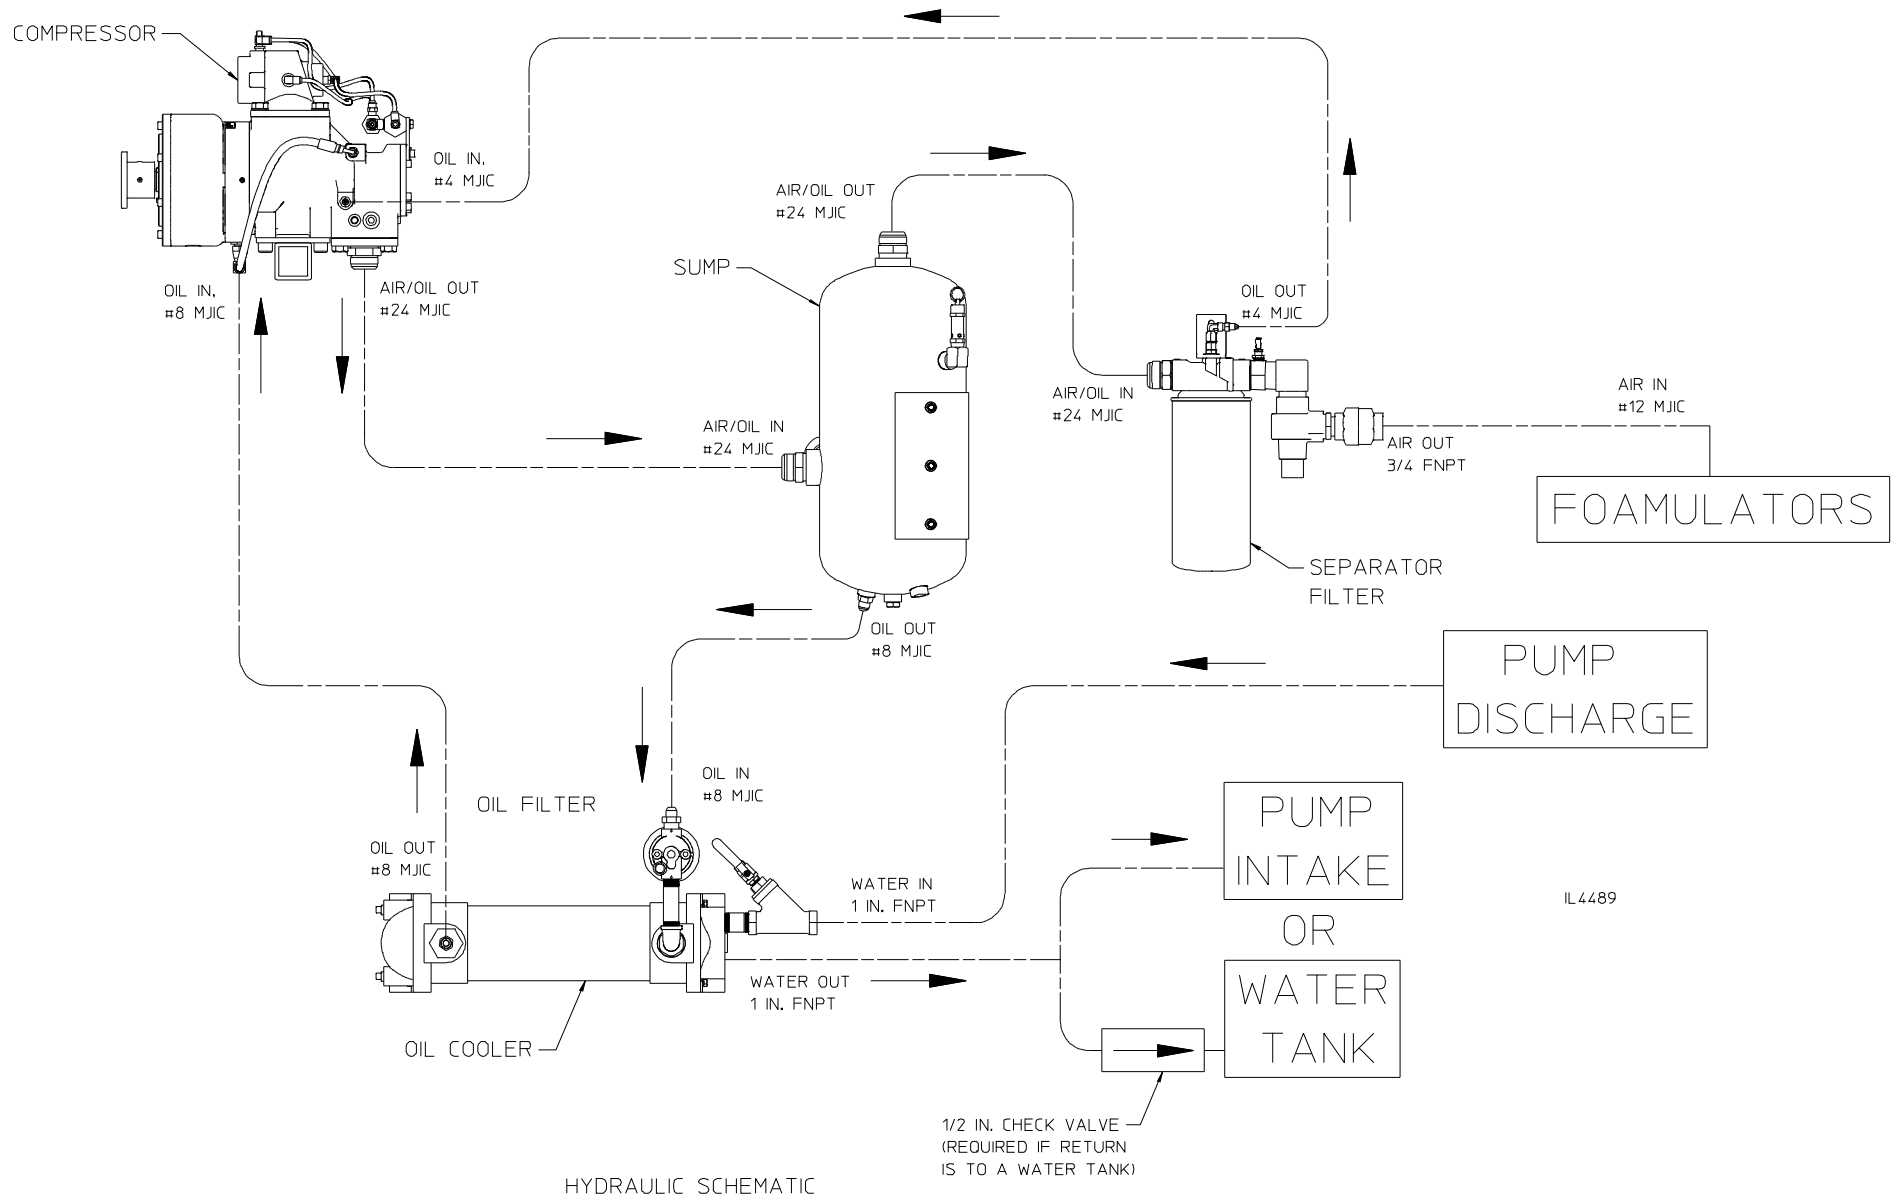 COMPRESSOR
OIL IN,
#4 MJIC
AIR/OIL OUT
#24 MJIC
SUMP
OIL IN,
#8 MJIC
AIR/OIL OUT
#24 MJIC
OIL OUT
#4 MJIC
AIR/OIL IN
#24 MJIC
AIR IN
#12 MJIC
AIR/OIL IN
#24 MJIC
AIR OUT
3/4 FNPT
FOAMULATORS
SEPARATOR
FILTER
OIL OUT
#8 MJIC
PUMP
DISCHARGE
OIL IN
#8 MJIC
OIL FILTER
OIL OUT
#8 MJIC
PUMP
INTAKE
WATER IN
1 IN. FNPT
IL4489
OR
WATER OUT
1 IN. FNPT
WATER
TANK
OIL COOLER
1/2 IN. CHECK VALVE
(REQUIRED IF RETURN
IS TO A WATER TANK)
HYDRAULIC SCHEMATIC